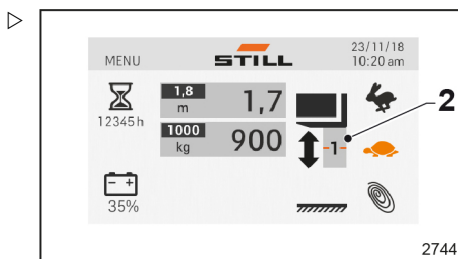 MENU
STILL
23/11/18
10:20 am
1,8
m
1,7
12345 h
1000
kg
900
-1-
2
- +
35%
2744